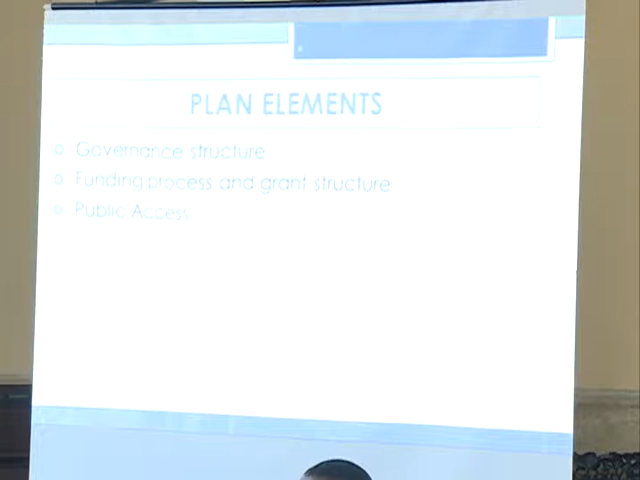 PLAN ELEMENTS
Governance structure
Funding process and grant structure
Public Access